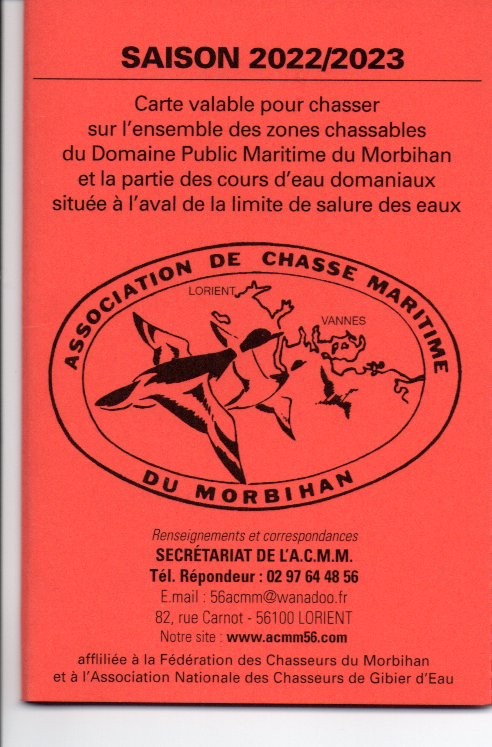 SAISON 2022/2023
Carte valable pour chasser
sur l'ensemble des zones chassables
du Domaine Public Maritime du Morbihan
et la partie des cours d'eau domaniaux
située à l'aval de la limite de salure des eaux
ASSOCIATION DE CHASSE MARITIME
LORIENT
VANNES
DU MORBIHAN
Renseignements et correspondances
SECRÉTARIAT DE L'A.C.M.M.
Tél. Répondeur : 02 97 64 48 56
E.mail : 56acmm@wanadoo.fr
82, rue Carnot - 56100 LORIENT
Notre site : www.acmm56.com
affliliée à la Fédération des Chasseurs du Morbihan
et à l'Association Nationale des Chasseurs de Gibier d'Eau